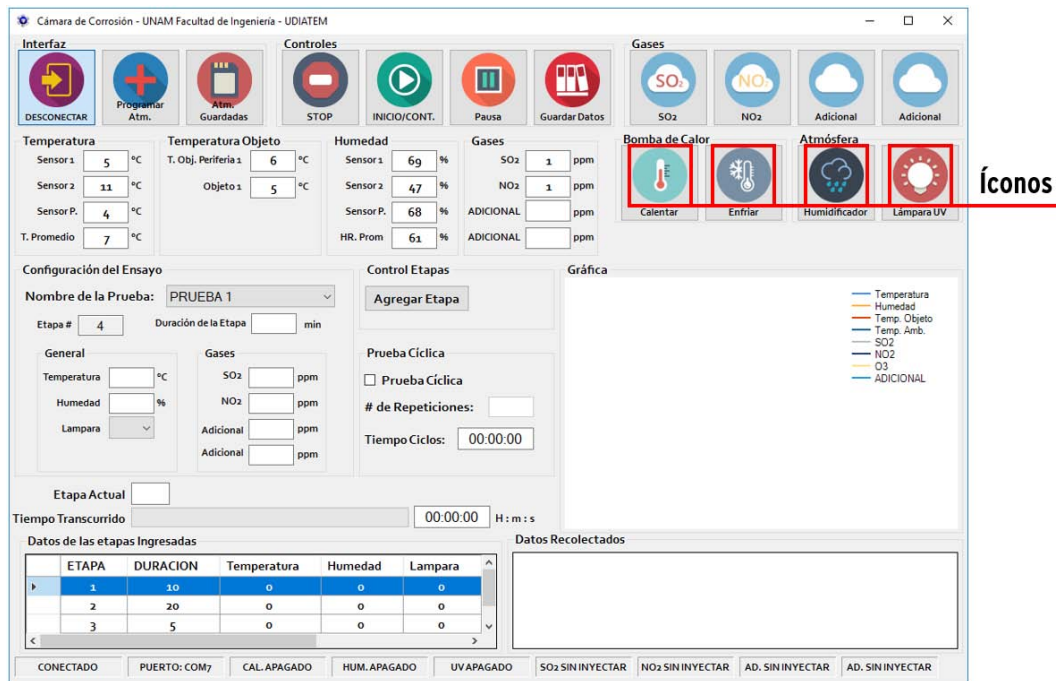 Cámara de Corrosión - UNAM Facultad de Ingeniería - UDIATEM
Interfaz
DESCONECTAR
Programar Atm.
Atm. Guardadas
Controles
STOP
INICIO/CONT.
Pausa
Guardar Datos
Gases
SO2
SO2
NO2
NO2
Adicional
Adicional
Temperatura
Sensor 1 5 °C
Sensor 2 11 °C
Sensor P. 4 °C
T. Promedio 7 °C
Temperatura Objeto
T. Obj. Periferia 1 6 °C
Objeto 1 5 °C
Humedad
Sensor 1 69 %
Sensor 2 47 %
Sensor P. 68 %
HR. Prom 61 %
Gases
SO2 1 ppm
NO2 1 ppm
ADICIONAL ppm
ADICIONAL ppm
Bomba de Calor
Calentar
Enfriar
Atmósfera
Humidificador
Lámpara UV
Íconos
Configuración del Ensayo
Nombre de la Prueba: PRUEBA 1
Etapa # 4 Duración de la Etapa min
General
Temperatura °C
Humedad %
Lampara
Gases
SO2 ppm
NO2 ppm
Adicional ppm
Adicional ppm
Control Etapas
Agregar Etapa
Prueba Cíclica
Prueba Cíclica
# de Repeticiones:
Tiempo Ciclos: 00:00:00
Gráfica
Temperatura
Humedad
Temp. Objeto
Temp. Amb.
SO2
NO2
O3
ADICIONAL
Etapa Actual
Tiempo Transcurrido 00:00:00 H : m : s
Datos de las etapas Ingresadas
ETAPA DURACION Temperatura Humedad Lampara
1 10 0 0 0
2 20 0 0 0
3 5 0 0 0
Datos Recolectados
CONECTADO PUERTO: COM7 CAL. APAGADO HUM. APAGADO UV APAGADO SO2 SIN INYECTAR NO2 SIN INYECTAR AD. SIN INYECTAR AD. SIN INYECTAR